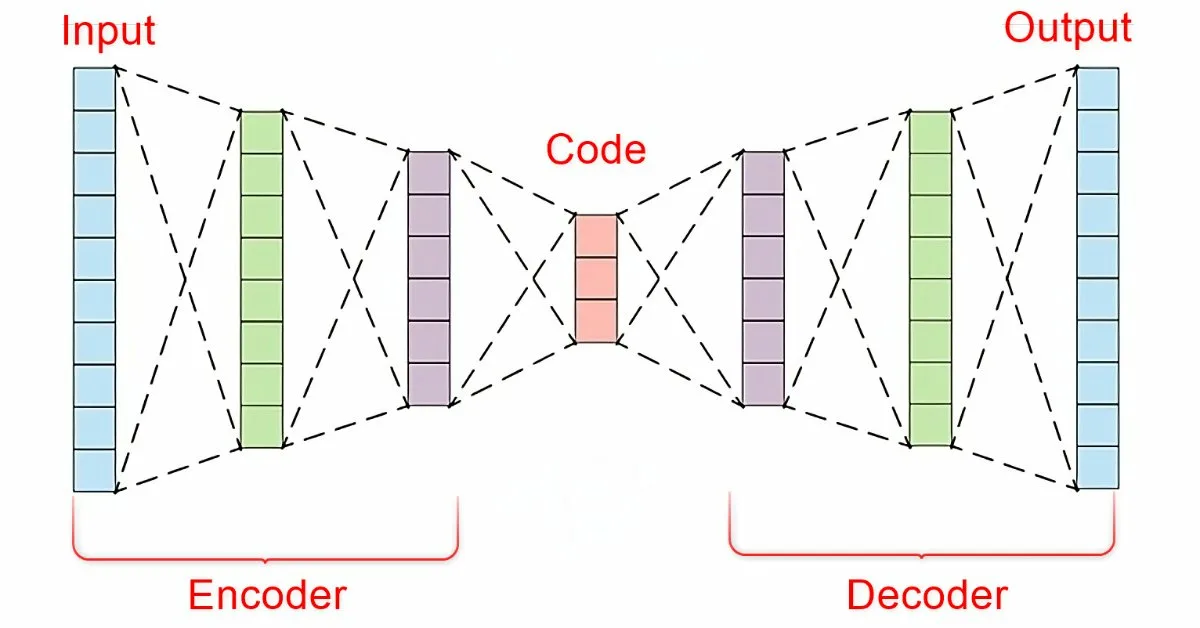 Input
Output
Code
Encoder
Decoder